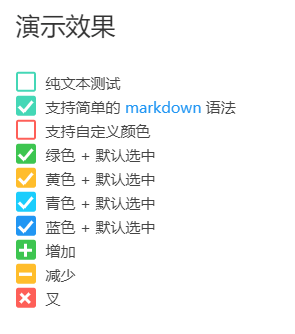 演示效果
纯文本测试
支持简单的 markdown 语法
支持自定义颜色
绿色 + 默认选中
黄色 + 默认选中
青色 + 默认选中
蓝色 + 默认选中
增加
减少
叉